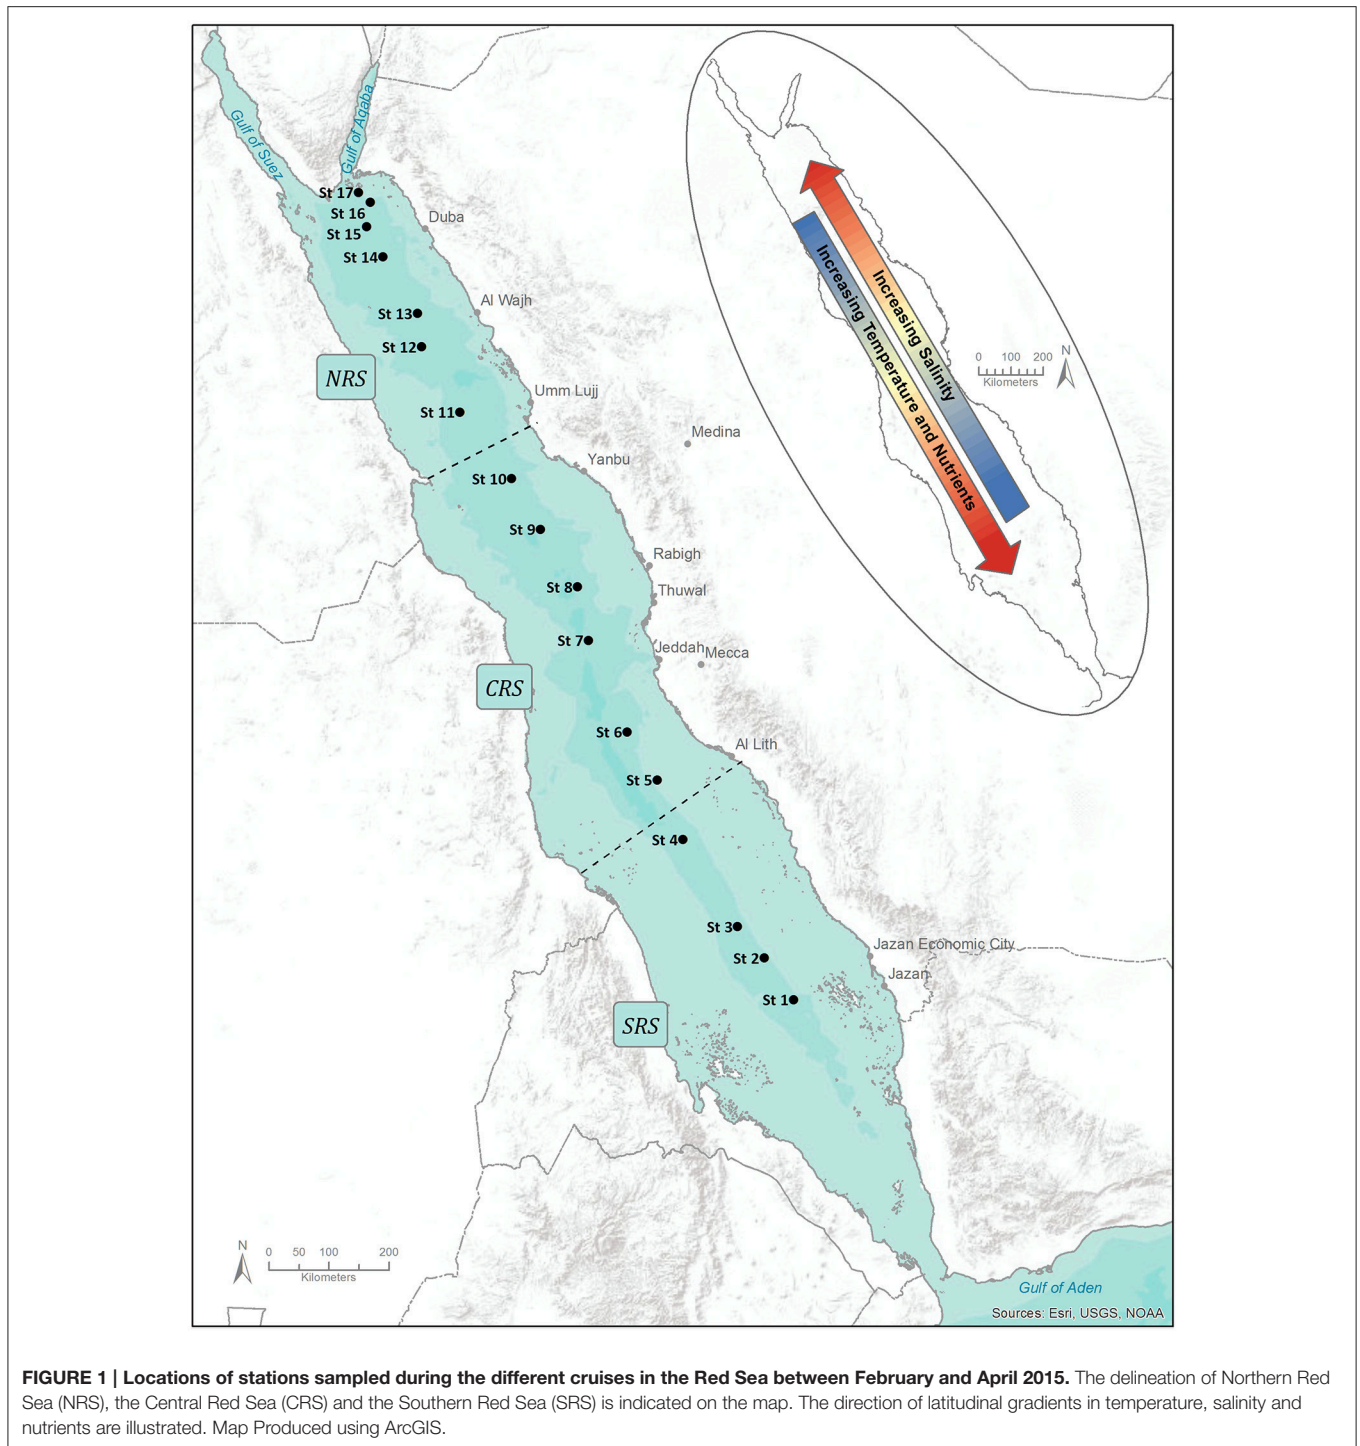 Gulf of Suez
Gulf of Aqaba
St 17
St 16
St 15
St 14
Duba
St 13
Al Wajh
St 12
NRS
St 11
Umm Lujj
Medina
St 10
Yanbu
St 9
Rabigh
St 8
Thuwal
St 7
Jeddah
Mecca
CRS
St 6
Al Lith
St 5
St 4
St 3
Jazan Economic City
St 2
Jazan
St 1
SRS
Increasing Salinity
Increasing Temperature and Nutrients
0 100 200
Kilometers
N
N
0 50 100 200
Kilometers
Gulf of Aden
Sources: Esri, USGS, NOAA
FIGURE 1 | Locations of stations sampled during the different cruises in the Red Sea between February and April 2015. The delineation of Northern Red
Sea (NRS), the Central Red Sea (CRS) and the Southern Red Sea (SRS) is indicated on the map. The direction of latitudinal gradients in temperature, salinity and
nutrients are illustrated. Map Produced using ArcGIS.